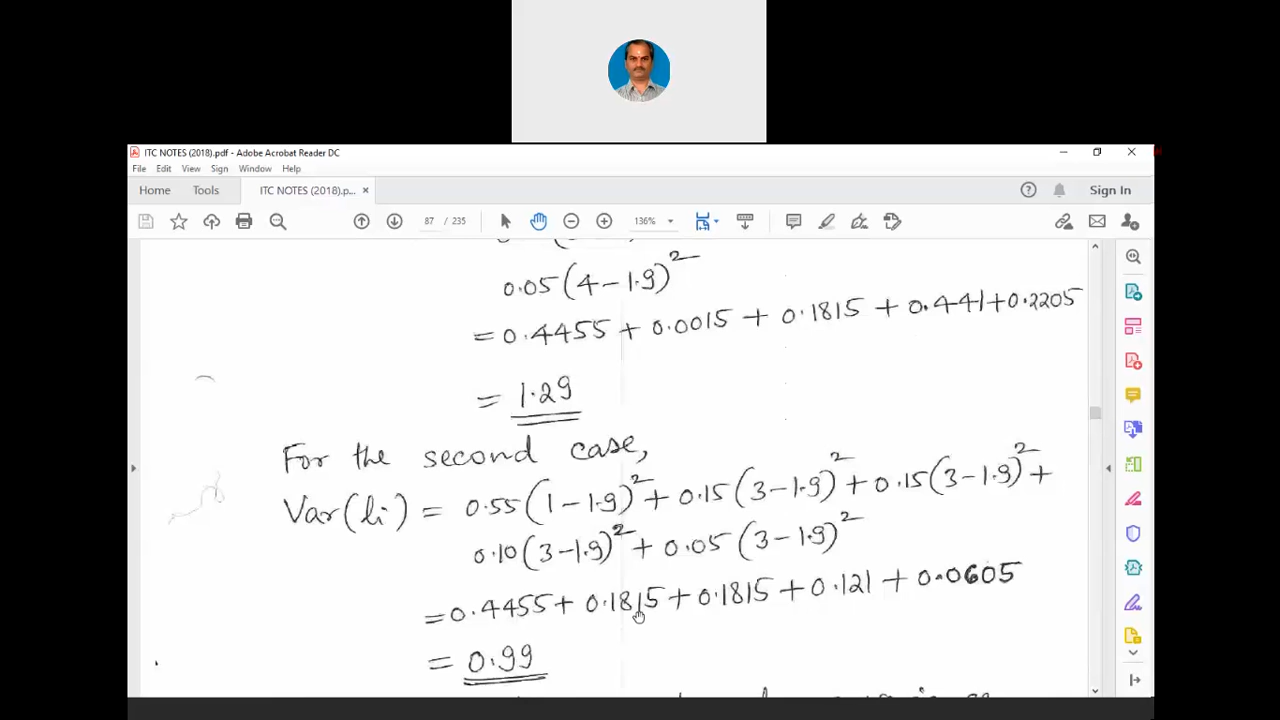 ITC NOTES (2018).pdf - Adobe Acrobat Reader DC
File Edit View Sign Window Help
Home Tools ITC NOTES (2018).p... × Sign In
87 / 235 136%
0.05(4-1.9)²
= 0.4455 + 0.0015 + 0.1815 + 0.441 + 0.2205
= 1.29
For the second case,
Var(li) = 0.55(1-1.9)² + 0.15(3-1.9)² + 0.15(3-1.9)² +
0.10(3-1.9)² + 0.05(3-1.9)²
= 0.4455 + 0.1815 + 0.1815 + 0.121 + 0.0605
= 0.99